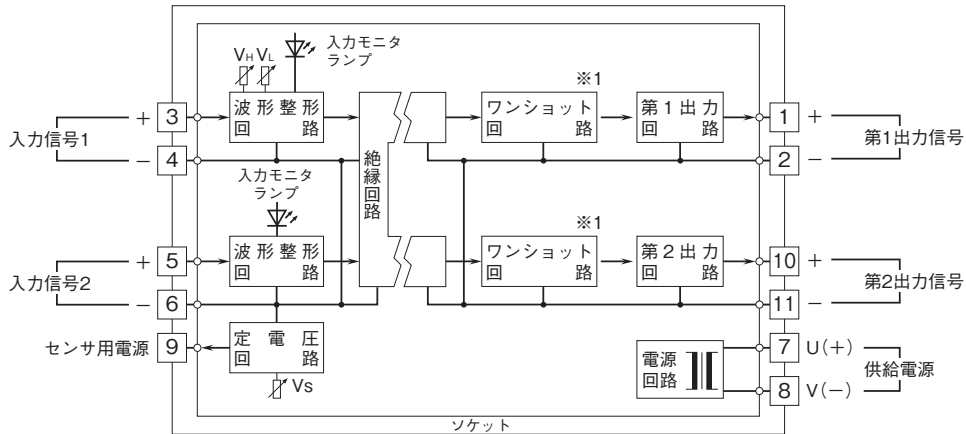 入力モニタ
ランプ
VH VL
※1
3 + 波形整形 回路 ワンショット 回路 第1出力 回路 1 +
入力信号1
第1出力信号
4 − 2 −
絶縁回路
入力モニタ
ランプ
※1
5 + 波形整形 回路 ワンショット 回路 第2出力 回路 10 +
入力信号2
第2出力信号
6 − 11 −
センサ用電源 9 定電圧 回路
Vs
電源
回路
7 U(+)
供給電源
8 V(−)
ソケット